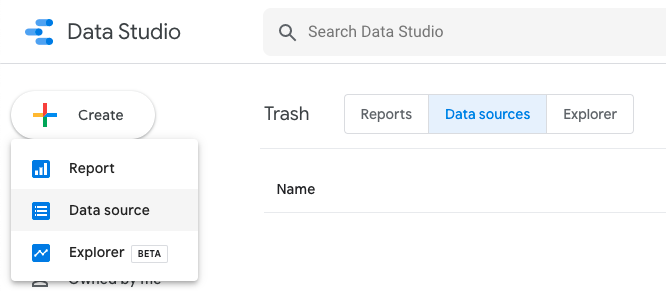 Data Studio
Search Data Studio
Create
Trash
Reports
Data sources
Explorer
Report
Data source
Explorer BETA
Owned by me
Name